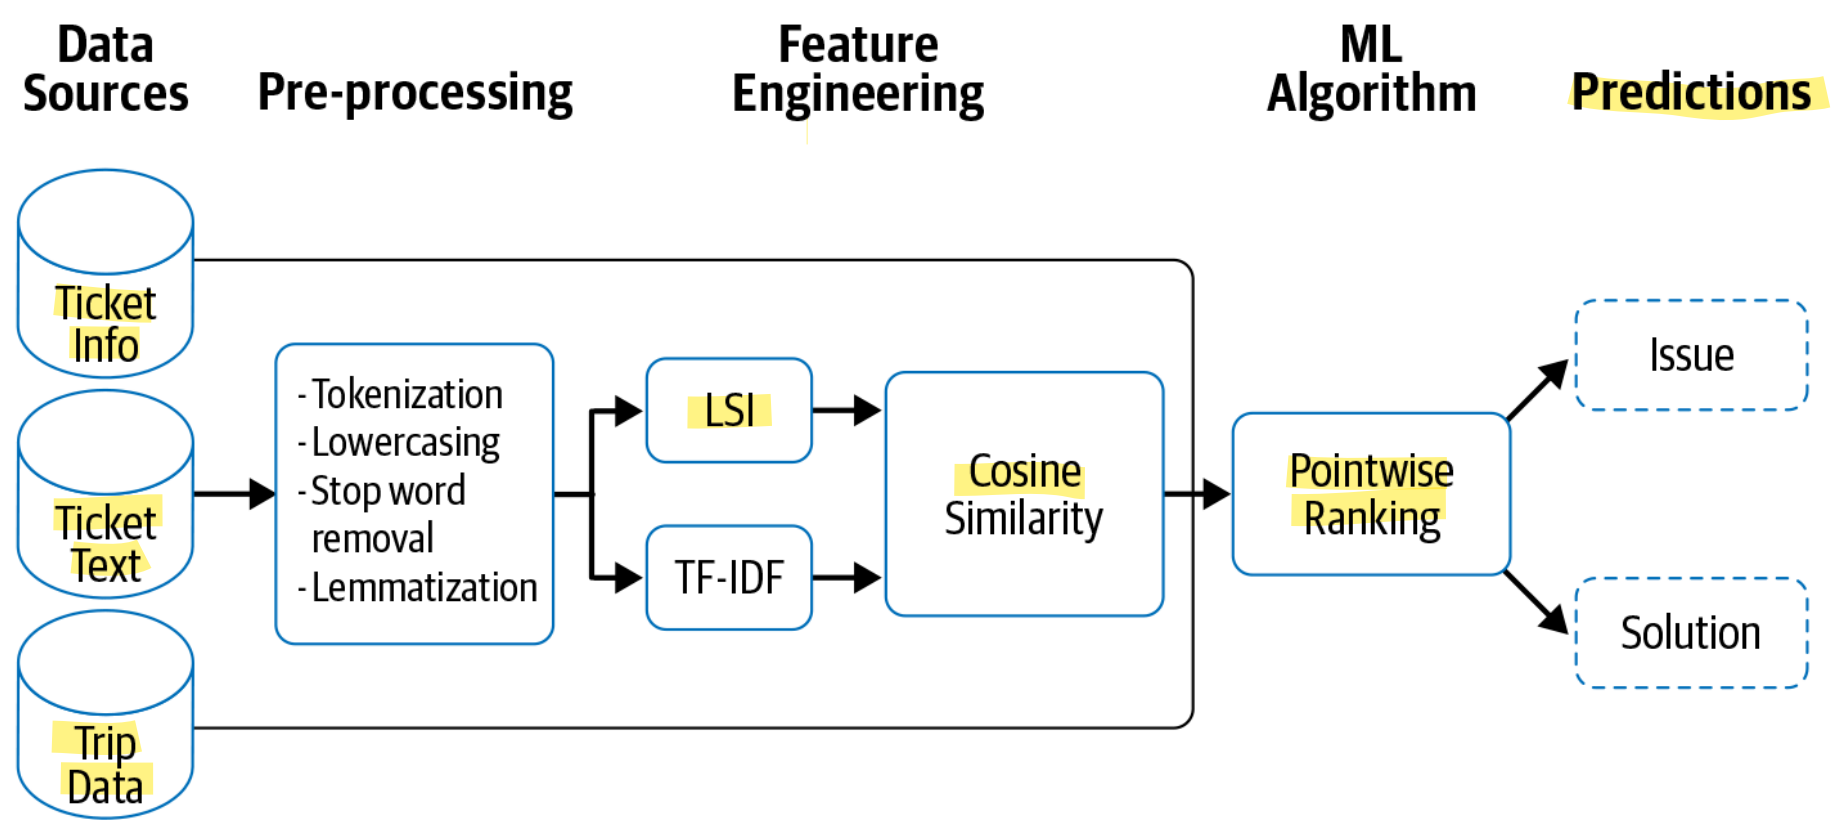 Data
Sources
Pre-processing
Feature
Engineering
ML
Algorithm
Predictions
Ticket
Info
Ticket
Text
Trip
Data
- Tokenization
- Lowercasing
- Stop word
removal
- Lemmatization
LSI
TF-IDF
Cosine
Similarity
Pointwise
Ranking
Issue
Solution